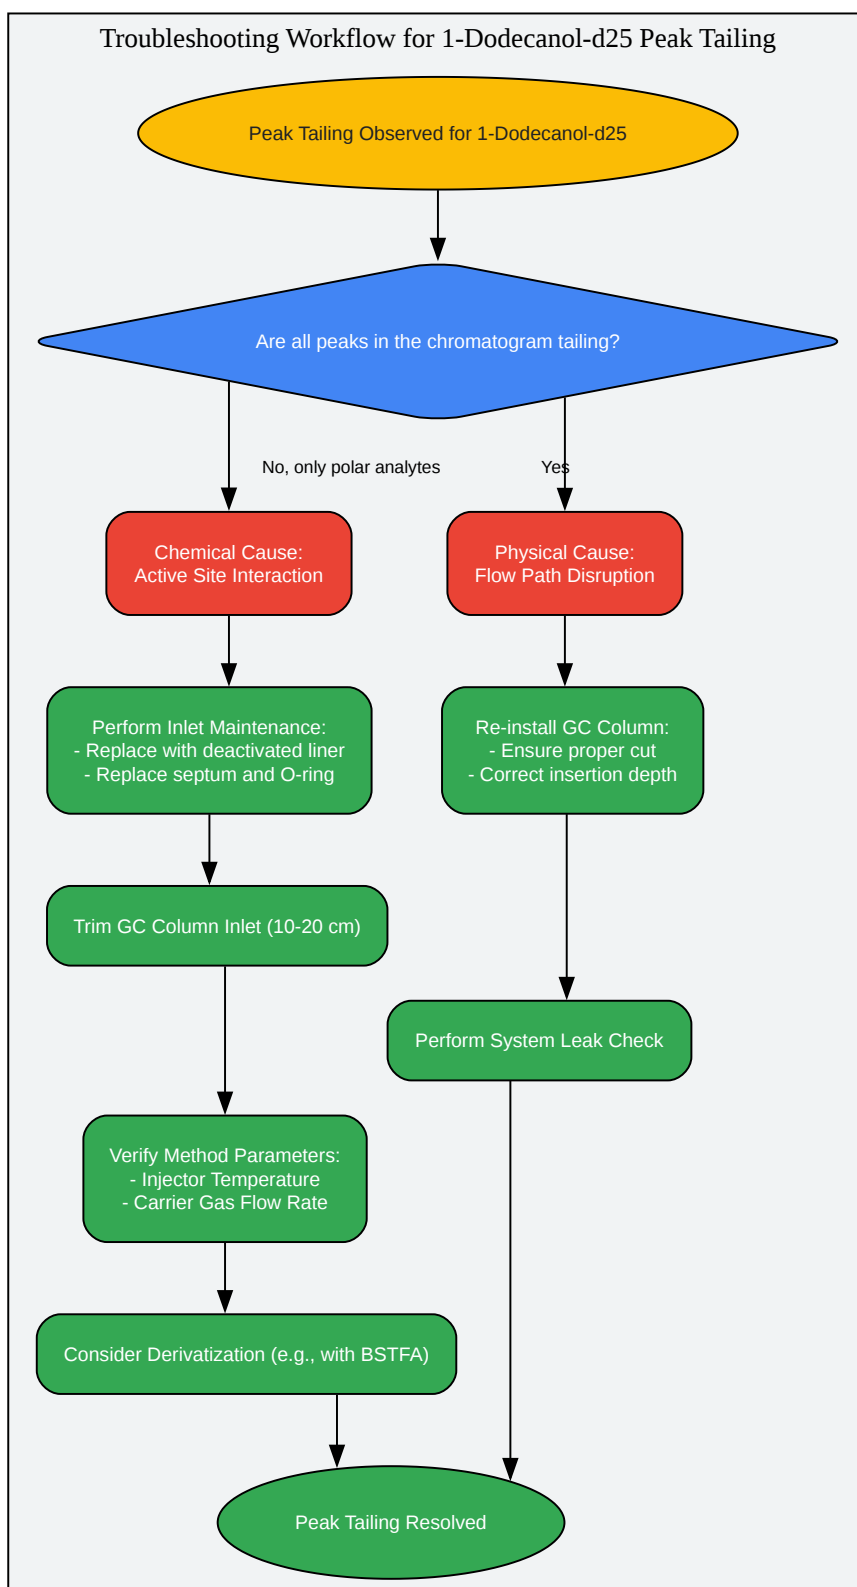 Troubleshooting Workflow for 1-Dodecanol-d25 Peak Tailing
Peak Tailing Observed for 1-Dodecanol-d25
Are all peaks in the chromatogram tailing?
No, only polar analytes
Yes
Chemical Cause:
Active Site Interaction
Physical Cause:
Flow Path Disruption
Perform Inlet Maintenance:
- Replace with deactivated liner
- Replace septum and O-ring
Re-install GC Column:
- Ensure proper cut
- Correct insertion depth
Trim GC Column Inlet (10-20 cm)
Perform System Leak Check
Verify Method Parameters:
- Injector Temperature
- Carrier Gas Flow Rate
Consider Derivatization (e.g., with BSTFA)
Peak Tailing Resolved